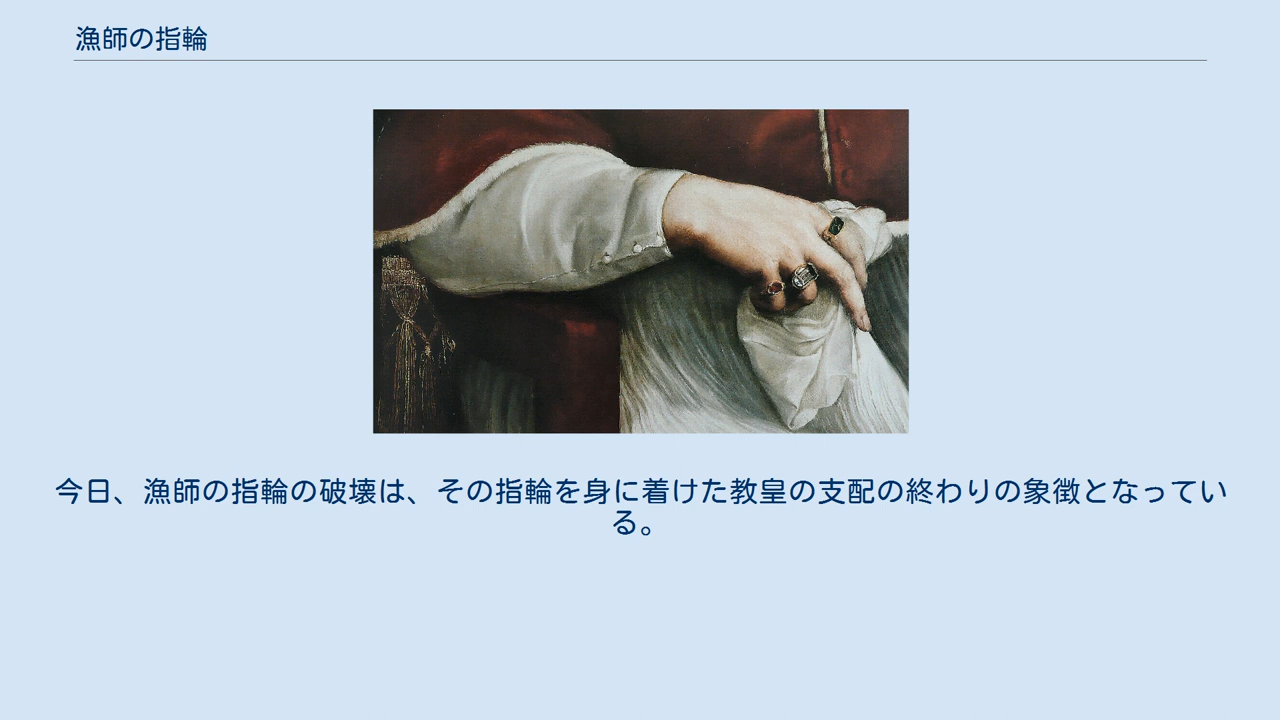 漁師の指輪
今日、漁師の指輪の破壊は、その指輪を身に着けた教皇の支配の終わりの象徴となってい
る。